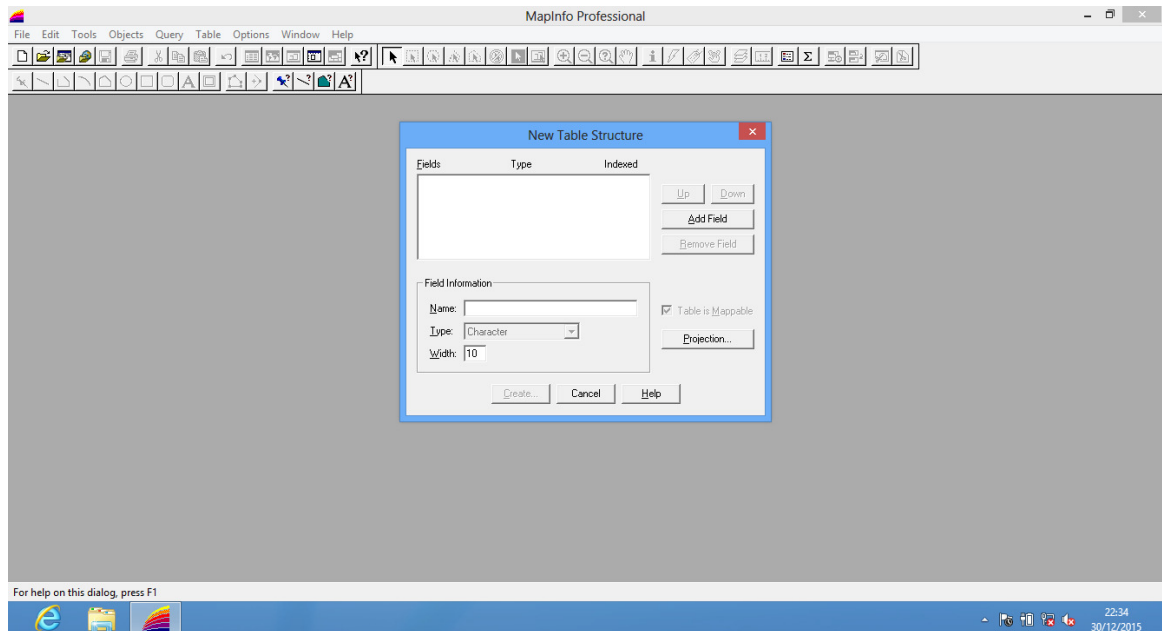 MapInfo Professional
File Edit Tools Objects Query Table Options Window Help
New Table Structure
Fields Type Indexed
Up Down
Add Field
Remove Field
Field Information
Name:
Table is Mappable
Type: Character
Projection...
Width: 10
Create... Cancel Help
For help on this dialog, press F1
22:34
30/12/2015